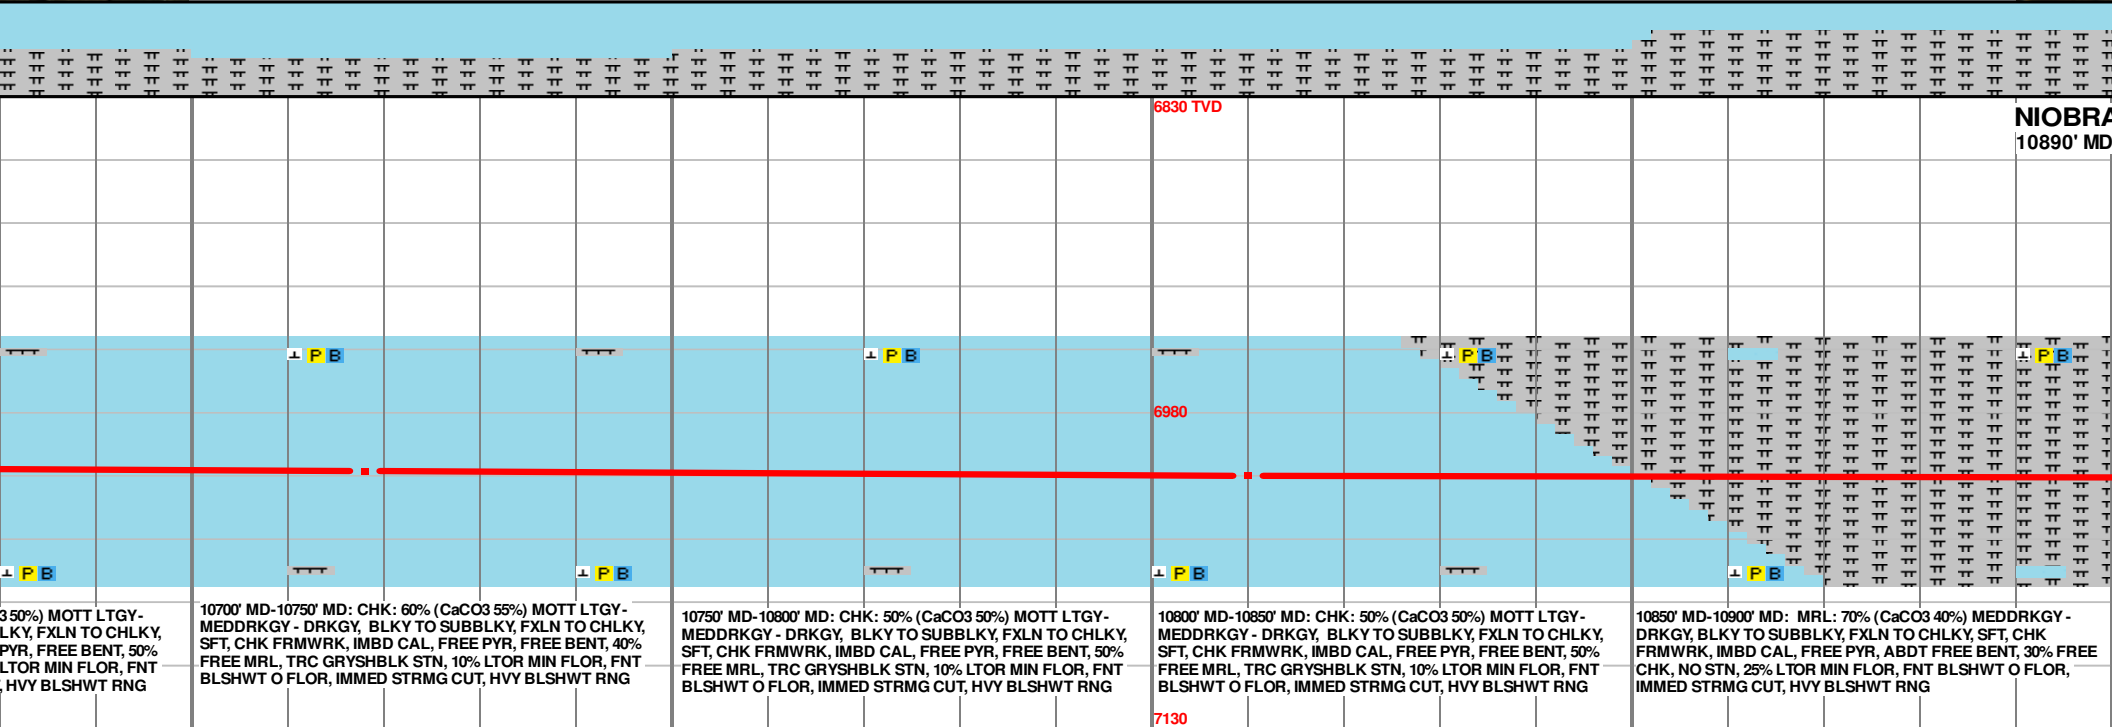 6830 TVD
NIOBRA
10890' MD
P B
P B
P B
P B
6980
P B
P B
P B
P B
3 50%) MOTT LTGY-
LKY, FXLN TO CHLKY,
PYR, FREE BENT, 50%
LTOR MIN FLOR, FNT
, HVY BLSHWT RNG
10700' MD-10750' MD: CHK: 60% (CaCO3 55%) MOTT LTGY-
MEDDRKGY - DRKGY, BLKY TO SUBBLKY, FXLN TO CHLKY,
SFT, CHK FRMWRK, IMBD CAL, FREE PYR, FREE BENT, 40%
FREE MRL, TRC GRYSHBLK STN, 10% LTOR MIN FLOR, FNT
BLSHWT O FLOR, IMMED STRMG CUT, HVY BLSHWT RNG
10750' MD-10800' MD: CHK: 50% (CaCO3 50%) MOTT LTGY-
MEDDRKGY - DRKGY, BLKY TO SUBBLKY, FXLN TO CHLKY,
SFT, CHK FRMWRK, IMBD CAL, FREE PYR, FREE BENT, 50%
FREE MRL, TRC GRYSHBLK STN, 10% LTOR MIN FLOR, FNT
BLSHWT O FLOR, IMMED STRMG CUT, HVY BLSHWT RNG
10800' MD-10850' MD: CHK: 50% (CaCO3 50%) MOTT LTGY-
MEDDRKGY - DRKGY, BLKY TO SUBBLKY, FXLN TO CHLKY,
SFT, CHK FRMWRK, IMBD CAL, FREE PYR, FREE BENT, 50%
FREE MRL, TRC GRYSHBLK STN, 10% LTOR MIN FLOR, FNT
BLSHWT O FLOR, IMMED STRMG CUT, HVY BLSHWT RNG
10850' MD-10900' MD: MRL: 70% (CaCO3 40%) MEDDRKGY -
DRKGY, BLKY TO SUBBLKY, FXLN TO CHLKY, SFT, CHK
FRMWRK, IMBD CAL, FREE PYR, ABDT FREE BENT, 30% FREE
CHK, NO STN, 25% LTOR MIN FLOR, FNT BLSHWT O FLOR,
IMMED STRMG CUT, HVY BLSHWT RNG
7130